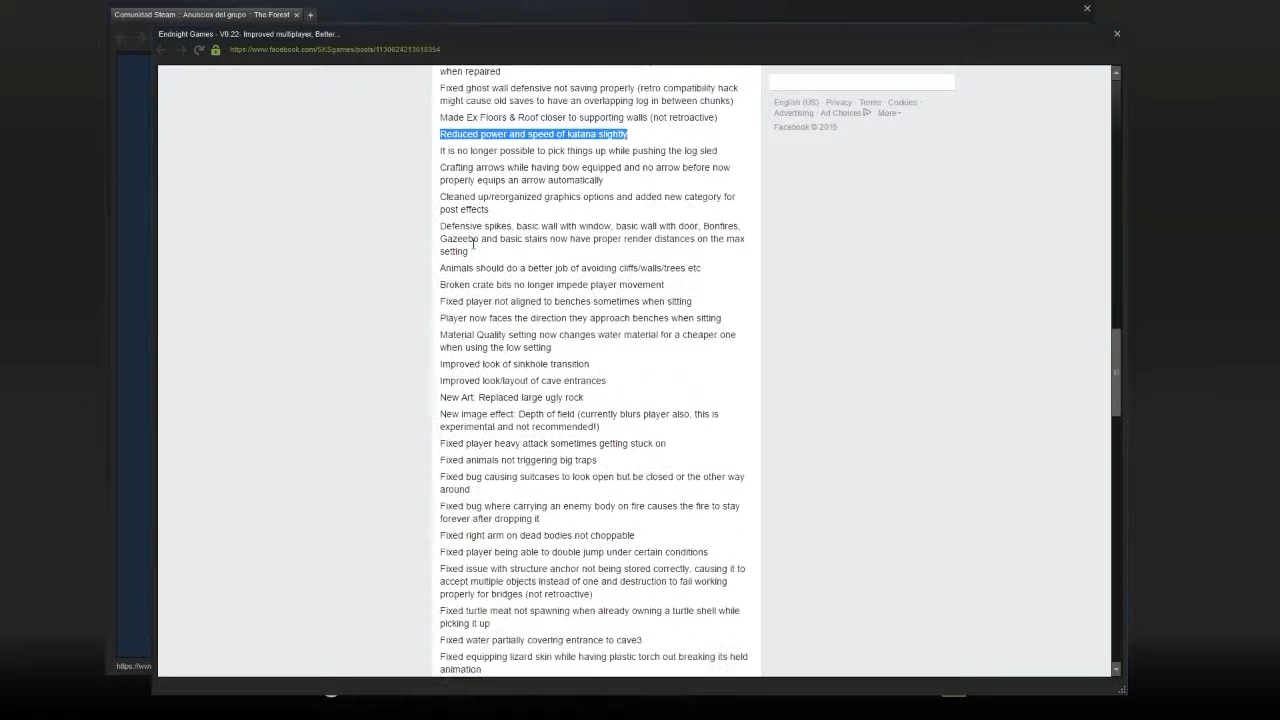 Comunidad Steam :: Anuncios del grupo :: The Forest
Endnight Games - V0.22- Improved multiplayer, Better...
https://www.facebook.com/SKSgames/posts/1130624213618354
when repaired
Fixed ghost wall defensive not saving properly (retro compatibility hack
might cause old saves to have an overlapping log in between chunks)
Made Ex Floors & Roof closer to supporting walls (not retroactive)
Reduced power and speed of katana slightly
It is no longer possible to pick things up while pushing the log sled
Crafting arrows while having bow equipped and no arrow before now
properly equips an arrow automatically
Cleaned up/reorganized graphics options and added new category for
post effects
Defensive spikes, basic wall with window, basic wall with door, Bonfires,
Gazeebo and basic stairs now have proper render distances on the max
setting
Animals should do a better job of avoiding cliffs/walls/trees etc
Broken crate bits no longer impede player movement
Fixed player not aligned to benches sometimes when sitting
Player now faces the direction they approach benches when sitting
Material Quality setting now changes water material for a cheaper one
when using the low setting
Improved look of sinkhole transition
Improved look/layout of cave entrances
New Art: Replaced large ugly rock
New image effect: Depth of field (currently blurs player also, this is
experimental and not recommended!)
Fixed player heavy attack sometimes getting stuck on
Fixed animals not triggering big traps
Fixed bug causing suitcases to look open but be closed or the other way
around
Fixed bug where carrying an enemy body on fire causes the fire to stay
forever after dropping it
Fixed right arm on dead bodies not choppable
Fixed player being able to double jump under certain conditions
Fixed issue with structure anchor not being stored correctly, causing it to
accept multiple objects instead of one and destruction to fail working
properly for bridges (not retroactive)
Fixed turtle meat not spawning when already owning a turtle shell while
picking it up
Fixed water partially covering entrance to cave3
Fixed equipping lizard skin while having plastic torch out breaking its held
animation
English (US) · Privacy · Terms · Cookies ·
Advertising · Ad Choices · More
Facebook © 2015
https://www